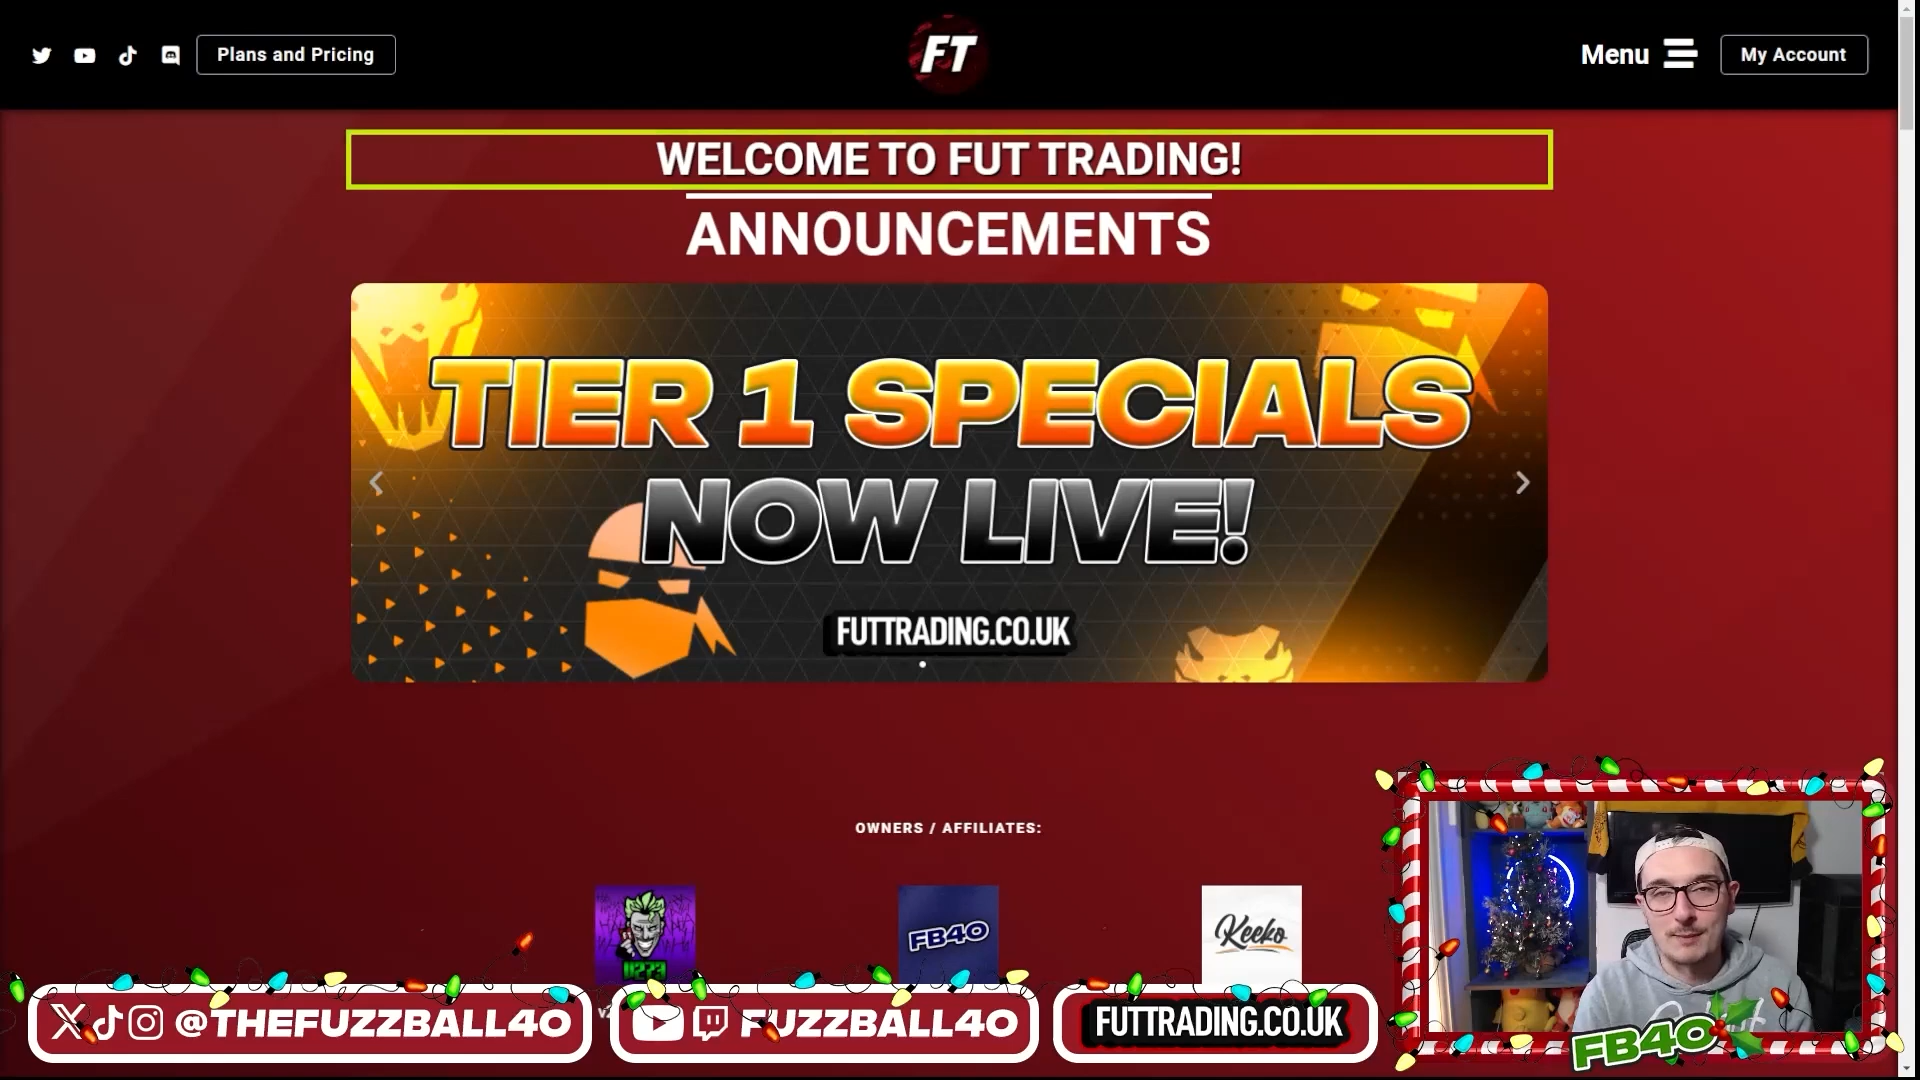 Plans and Pricing
FT
Menu
My Account
WELCOME TO FUT TRADING!
ANNOUNCEMENTS
TIER 1 SPECIALS
NOW LIVE!
FUTTRADING.CO.UK
OWNERS / AFFILIATES:
FB40
Keeko
@THEFUZZBALL40
FUZZBALL40
FUTTRADING.CO.UK
FB40